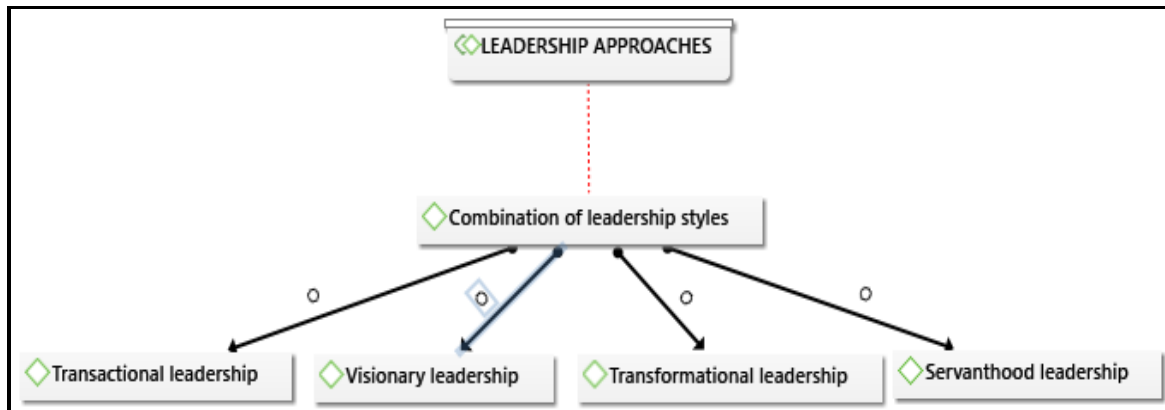 LEADERSHIP APPROACHES
Combination of leadership styles
O
O
O
O
Transactional leadership
Visionary leadership
Transformational leadership
Servanthood leadership